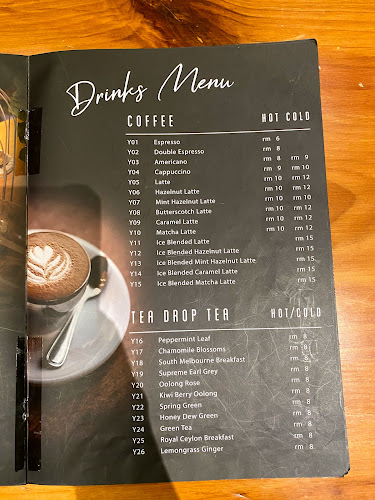 Drinks Menu
COFFEE HOT COLD
Y01 Espresso rm 6
Y02 Double Espresso rm 8
Y03 Americano rm 8 rm 9
Y04 Cappuccino rm 9 rm 10
Y05 Latte rm 10 rm 12
Y06 Hazelnut Latte rm 10 rm 12
Y07 Mint Hazelnut Latte rm 10 rm 12
Y08 Butterscotch Latte rm 10 rm 12
Y09 Caramel Latte rm 10 rm 12
Y10 Matcha Latte rm 10 rm 12
Y11 Ice Blended Latte rm 15
Y12 Ice Blended Hazelnut Latte rm 15
Y13 Ice Blended Mint Hazelnut Latte rm 15
Y14 Ice Blended Caramel Latte rm 15
Y15 Ice Blended Matcha Latte rm 15
TEA DROP TEA HOT/COLD
Y16 Peppermint Leaf rm 8
Y17 Chamomile Blossoms rm 8
Y18 South Melbourne Breakfast rm 8
Y19 Supreme Earl Grey rm 8
Y20 Oolong Rose rm 8
Y21 Kiwi Berry Oolong rm 8
Y22 Spring Green rm 8
Y23 Honey Dew Green rm 8
Y24 Green Tea rm 8
Y25 Royal Ceylon Breakfast rm 8
Y26 Lemongrass Ginger rm 8